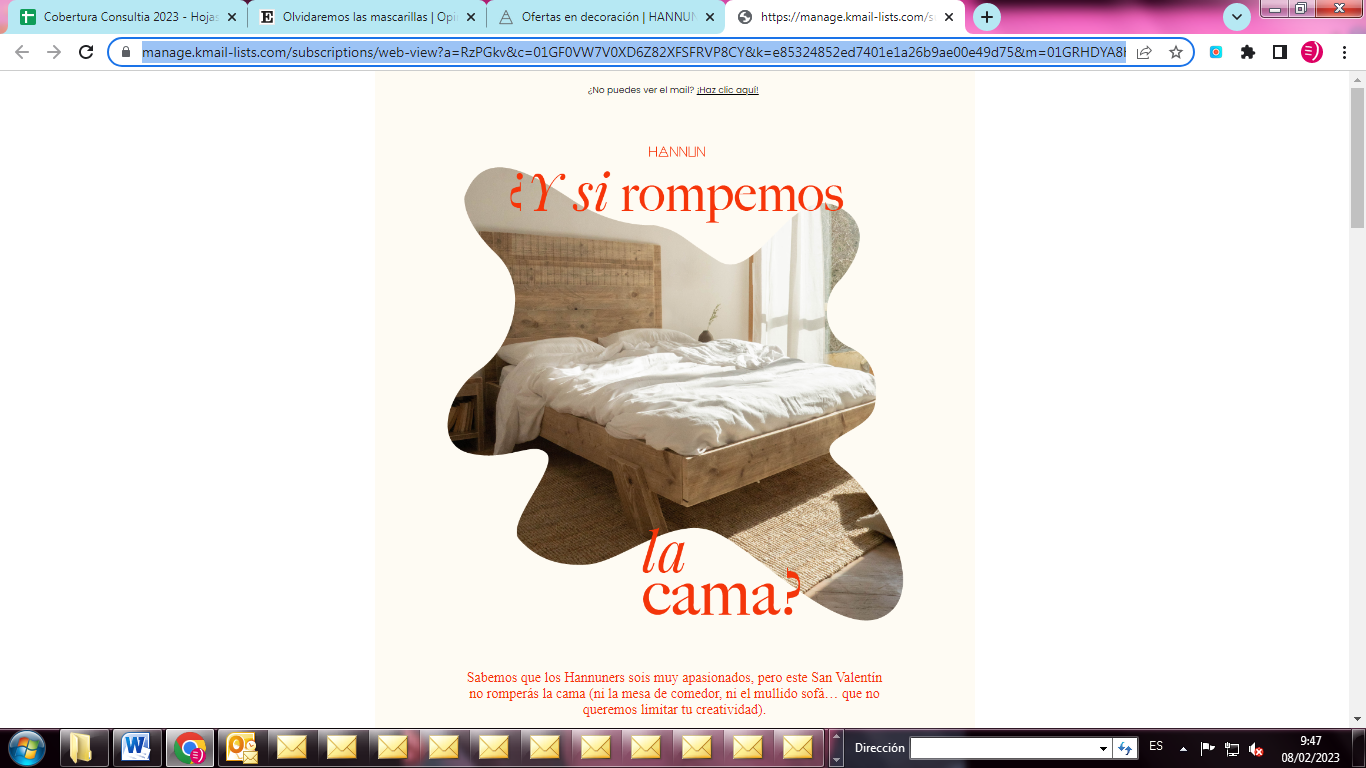 Cobertura Consultia 2023 - Hojas
Olvidaremos las mascarillas | Opi
Ofertas en decoración | HANNUN
https://manage.kmail-lists.com/s
manage.kmail-lists.com/subscriptions/web-view?a=RzPGkv&c=01GF0VW7V0XD6Z82XFSFRVP8CY&k=e85324852ed7401e1a26b9ae00e49d75&m=01GRHDYA8
¿No puedes ver el mail? ¡Haz clic aquí!
HANNUN
¿Y si rompemos
la
cama?
Sabemos que los Hannuners sois muy apasionados, pero este San Valentín
no romperás la cama (ni la mesa de comedor, ni el mullido sofá… que no
queremos limitar tu creatividad).
Dirección
ES
9:47
08/02/2023